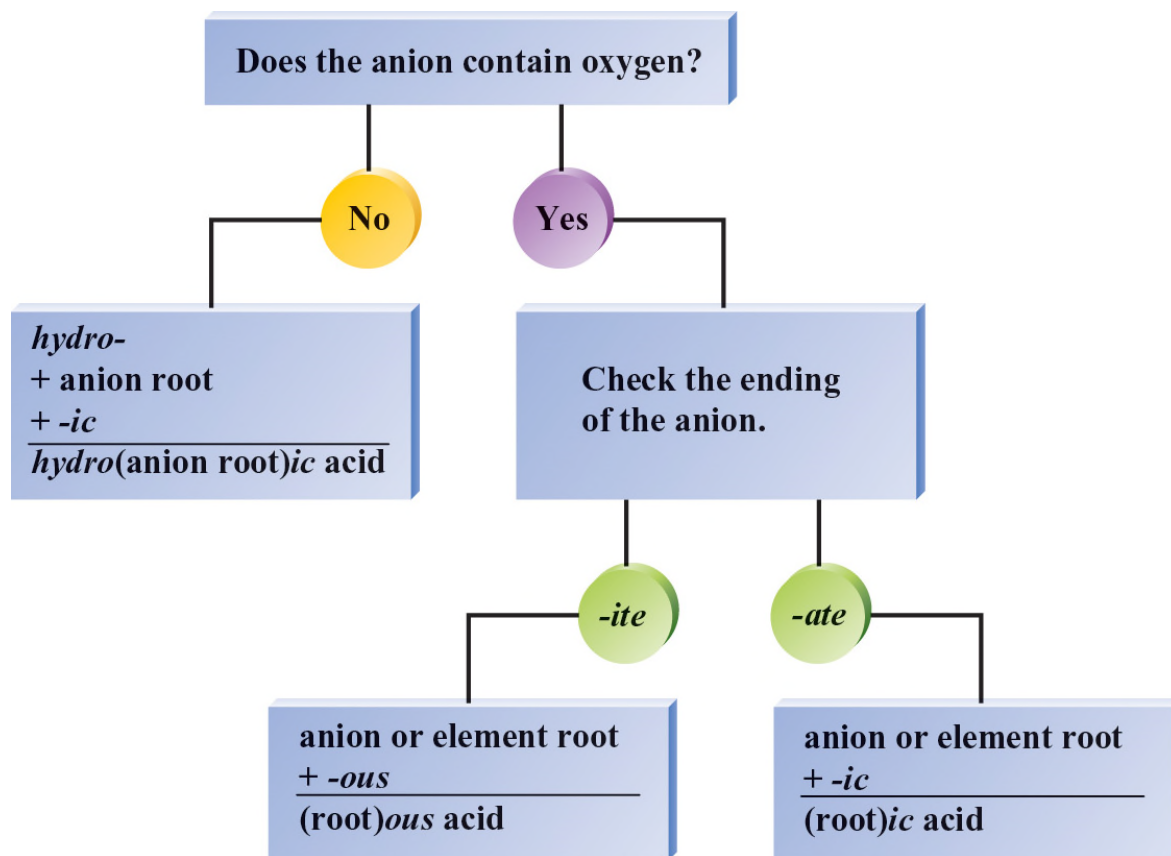 Does the anion contain oxygen?
No
Yes
hydro-
+ anion root
+ -ic
hydro(anion root)ic acid
Check the ending
of the anion.
-ite
-ate
anion or element root
+ -ous
(root)ous acid
anion or element root
+ -ic
(root)ic acid